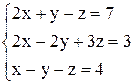 2x + y − z = 7
2x − 2y + 3z = 3
x − y − z = 4